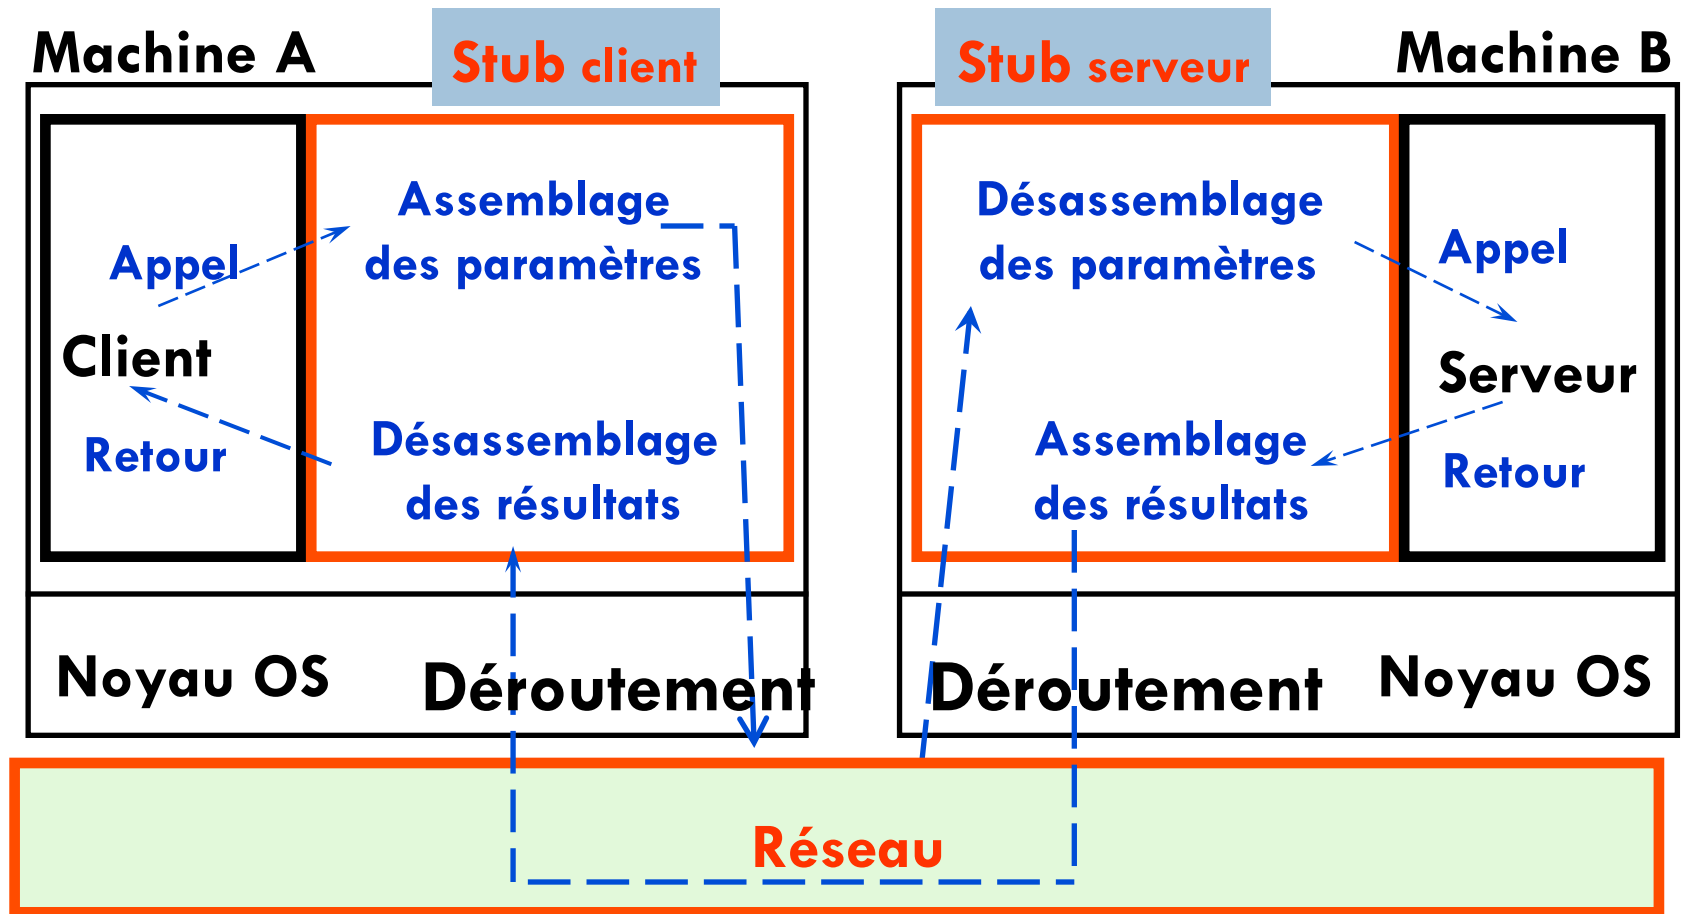 Machine A
Stub client
Stub serveur
Machine B
Appel
Client
Retour
Assemblage
des paramètres
Désassemblage
des résultats
Désassemblage
des paramètres
Assemblage
des résultats
Appel
Serveur
Retour
Noyau OS
Déroutement
Déroutement
Noyau OS
Réseau